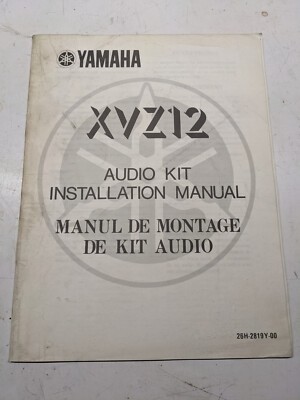 YAMAHA
XVZ12
AUDIO KIT
INSTALLATION MANUAL
MANUL DE MONTAGE
DE KIT AUDIO
26H-2819Y-00